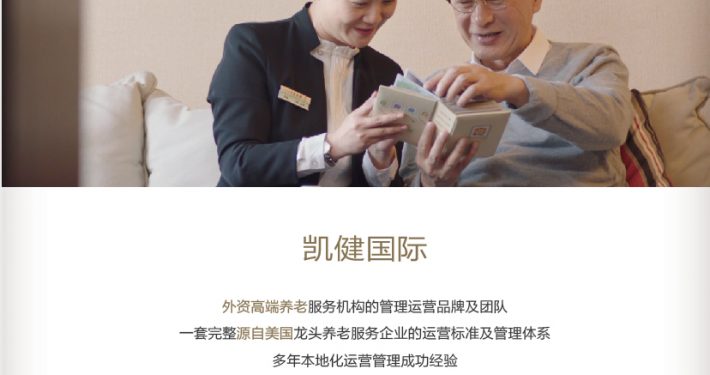 凯健国际
外资高端养老服务机构的管理运营品牌及团队
一套完整源自美国龙头养老服务企业的运营标准及管理体系
多年本地化运营管理成功经验